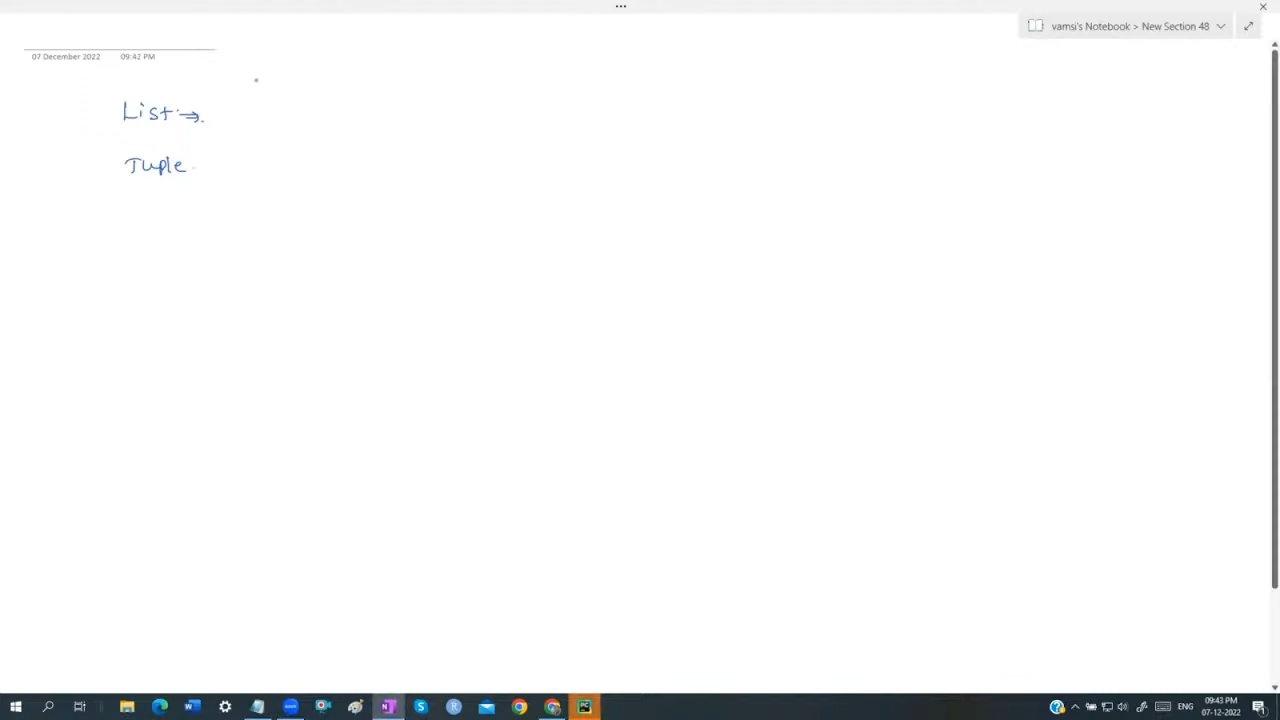 vamsi's Notebook > New Section 48
07 December 2022 09:42 PM
List →
Tuple
ENG
09:43 PM
07-12-2022